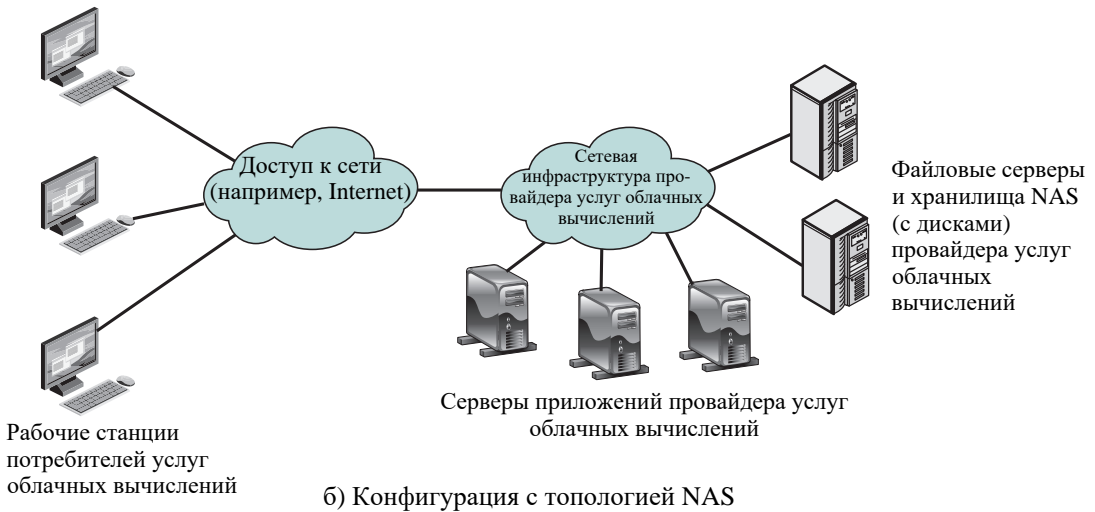 Доступ к сети
(например, Internet)
Сетевая
инфраструктура про-
вайдера услуг облачных
вычислений
Файловые серверы
и хранилища NAS
(с дисками)
провайдера услуг
облачных
вычислений
Серверы приложений провайдера услуг
облачных вычислений
Рабочие станции
потребителей услуг
облачных вычислений
б) Конфигурация с топологией NAS